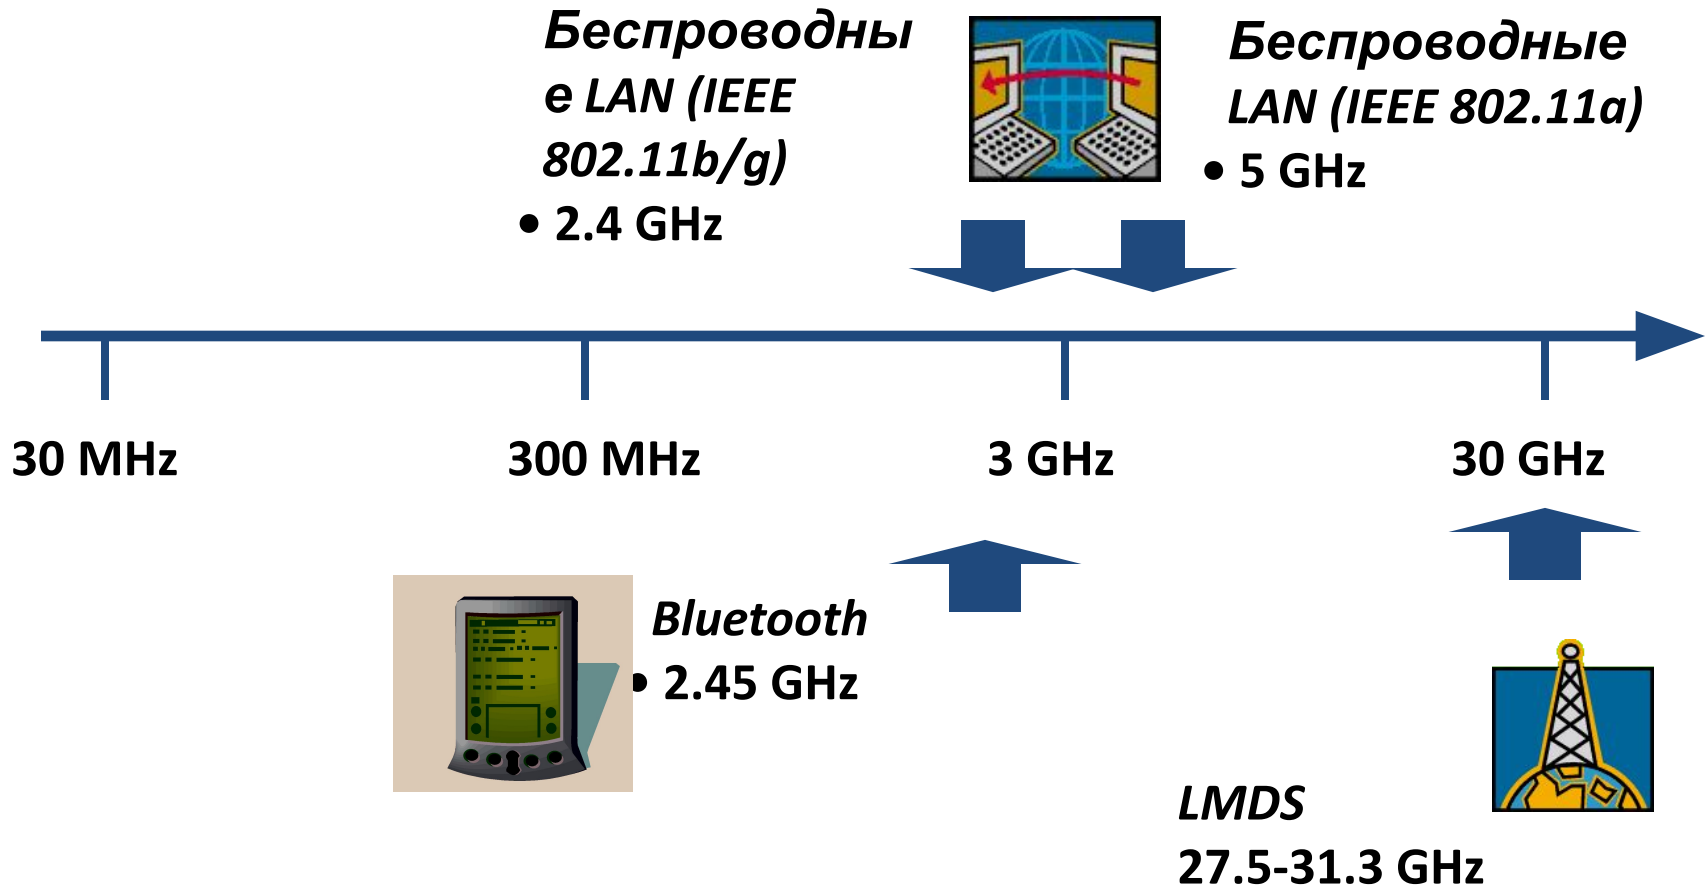 Беспроводны
е LAN (IEEE
802.11b/g)
• 2.4 GHz
Беспроводные
LAN (IEEE 802.11a)
• 5 GHz
30 MHz
300 MHz
3 GHz
30 GHz
Bluetooth
• 2.45 GHz
LMDS
27.5-31.3 GHz